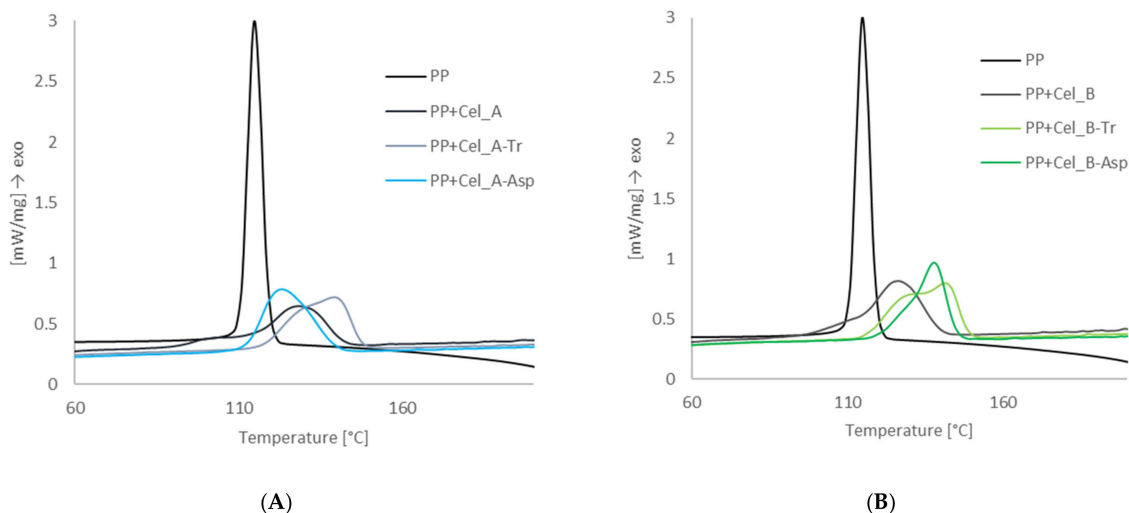 3
2.5
2
1.5
1
0.5
0
[mW/mg] → exo
60
110
160
Temperature [°C]
PP
PP+Cel_A
PP+Cel_A-Tr
PP+Cel_A-Asp
(A)
3
2.5
2
1.5
1
0.5
0
[mW/mg] → exo
60
110
160
Temperature [°C]
PP
PP+Cel_B
PP+Cel_B-Tr
PP+Cel_B-Asp
(B)